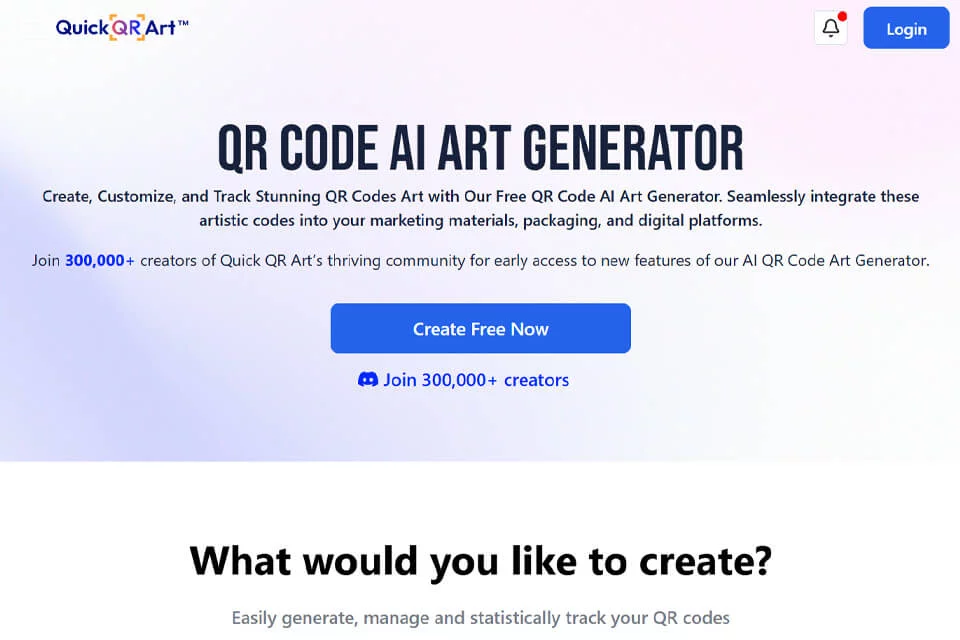 QuickQRArt™
Login
QR CODE AI ART GENERATOR
Create, Customize, and Track Stunning QR Codes Art with Our Free QR Code AI Art Generator. Seamlessly integrate these
artistic codes into your marketing materials, packaging, and digital platforms.
Join 300,000+ creators of Quick QR Art's thriving community for early access to new features of our AI QR Code Art Generator.
Create Free Now
Join 300,000+ creators
What would you like to create?
Easily generate, manage and statistically track your QR codes